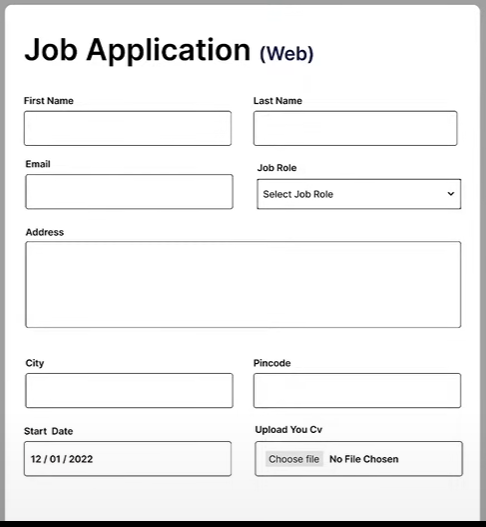 Job Application (Web)
First Name
Last Name
Email
Job Role
Select Job Role
Address
City
Pincode
Start Date
Upload You Cv
12 / 01 / 2022
Choose file No File Chosen